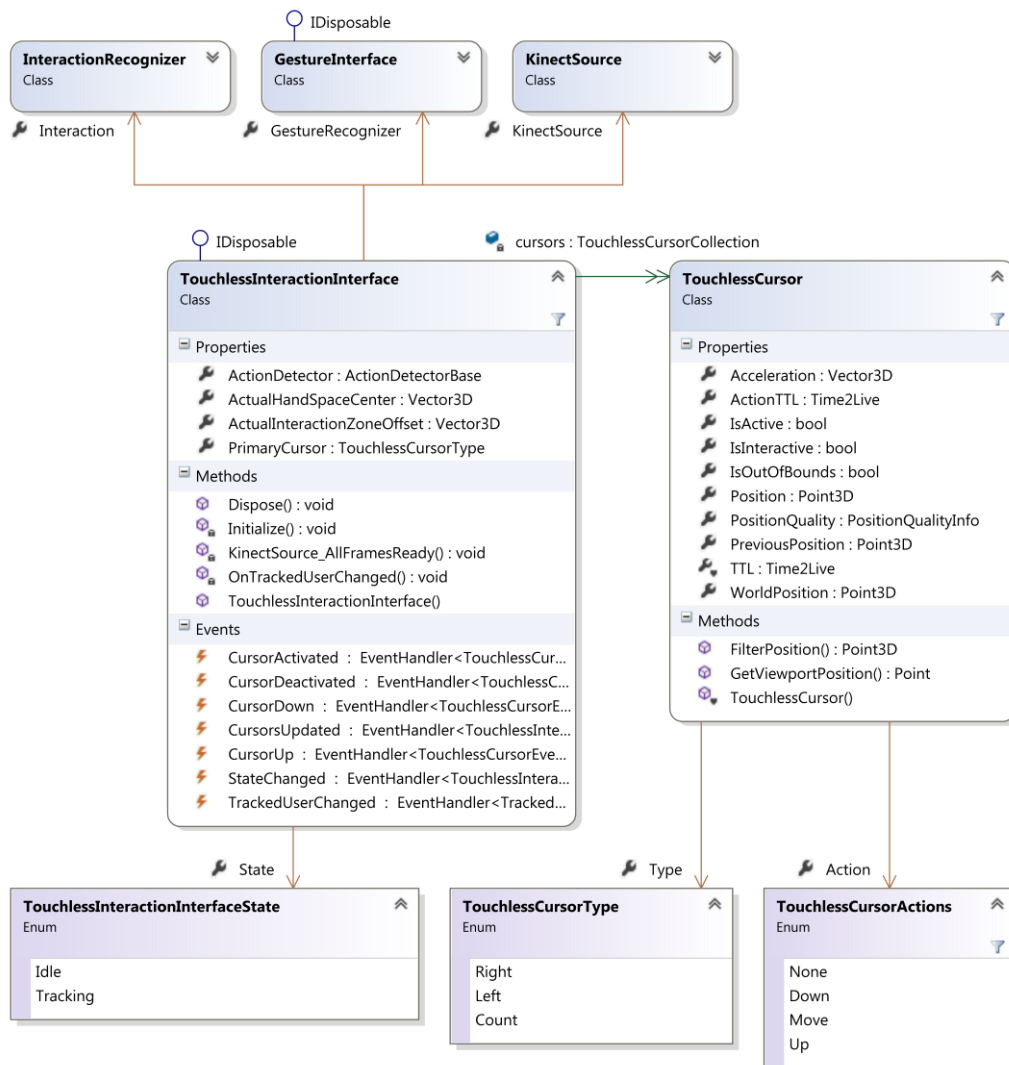 IDisposable
InteractionRecognizer
Class
GestureInterface
Class
KinectSource
Class
Interaction
GestureRecognizer
KinectSource
IDisposable
cursors : TouchlessCursorCollection
TouchlessInteractionInterface
Class
Properties
ActionDetector : ActionDetectorBase
ActualHandSpaceCenter : Vector3D
ActualInteractionZoneOffset : Vector3D
PrimaryCursor : TouchlessCursorType
Methods
Dispose() : void
Initialize() : void
KinectSource_AllFramesReady() : void
OnTrackedUserChanged() : void
TouchlessInteractionInterface()
Events
CursorActivated : EventHandler<TouchlessCur...
CursorDeactivated : EventHandler<TouchlessC...
CursorDown : EventHandler<TouchlessCursorE...
CursorsUpdated : EventHandler<TouchlessInte...
CursorUp : EventHandler<TouchlessCursorEve...
StateChanged : EventHandler<TouchlessIntera...
TrackedUserChanged : EventHandler<Tracked...
TouchlessCursor
Class
Properties
Acceleration : Vector3D
ActionTTL : Time2Live
IsActive : bool
IsInteractive : bool
IsOutOfBounds : bool
Position : Point3D
PositionQuality : PositionQualityInfo
PreviousPosition : Point3D
TTL : Time2Live
WorldPosition : Point3D
Methods
FilterPosition() : Point3D
GetViewportPosition() : Point
TouchlessCursor()
State
Type
Action
TouchlessInteractionInterfaceState
Enum
Idle
Tracking
TouchlessCursorType
Enum
Right
Left
Count
TouchlessCursorActions
Enum
None
Down
Move
Up